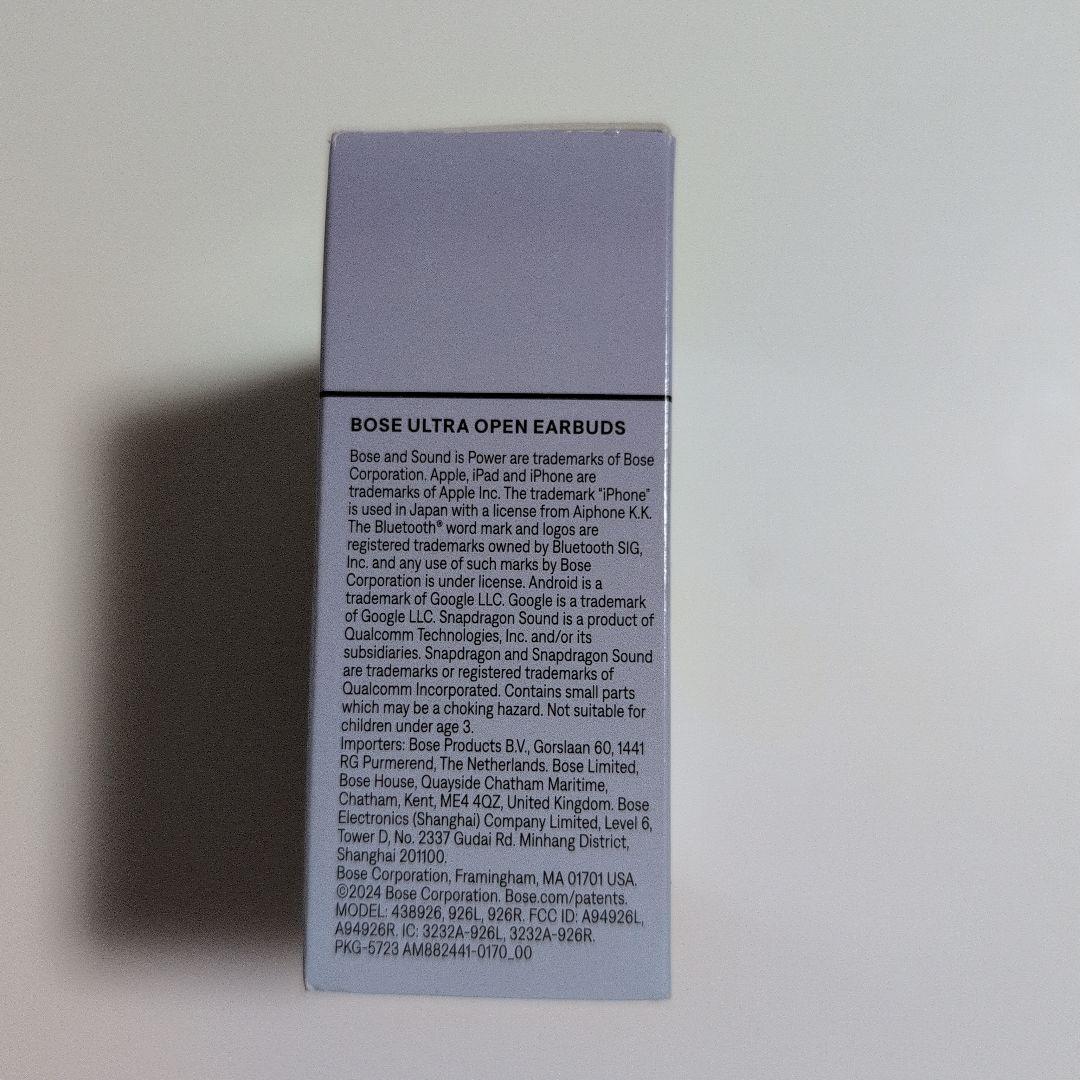 BOSE ULTRA OPEN EARBUDS
Bose and Sound is Power are trademarks of Bose
Corporation. Apple, iPad and iPhone are
trademarks of Apple Inc. The trademark "iPhone"
is used in Japan with a license from Aiphone K.K.
The Bluetooth® word mark and logos are
registered trademarks owned by Bluetooth SIG,
Inc. and any use of such marks by Bose
Corporation is under license. Android is a
trademark of Google LLC. Google is a trademark
of Google LLC. Snapdragon Sound is a product of
Qualcomm Technologies, Inc. and/or its
subsidiaries. Snapdragon and Snapdragon Sound
are trademarks or registered trademarks of
Qualcomm Incorporated. Contains small parts
which may be a choking hazard. Not suitable for
children under age 3.
Importers: Bose Products B.V., Gorslaan 60, 1441
RG Purmerend, The Netherlands. Bose Limited,
Bose House, Quayside Chatham Maritime,
Chatham, Kent, ME4 4QZ, United Kingdom. Bose
Electronics (Shanghai) Company Limited, Level 6,
Tower D, No. 2337 Gudai Rd. Minhang District,
Shanghai 201100.
Bose Corporation, Framingham, MA 01701 USA.
©2024 Bose Corporation. Bose.com/patents.
MODEL: 438926, 926L, 926R. FCC ID: A94926L,
A94926R. IC: 3232A-926L, 3232A-926R.
PKG-5723 AM882441-0170_00